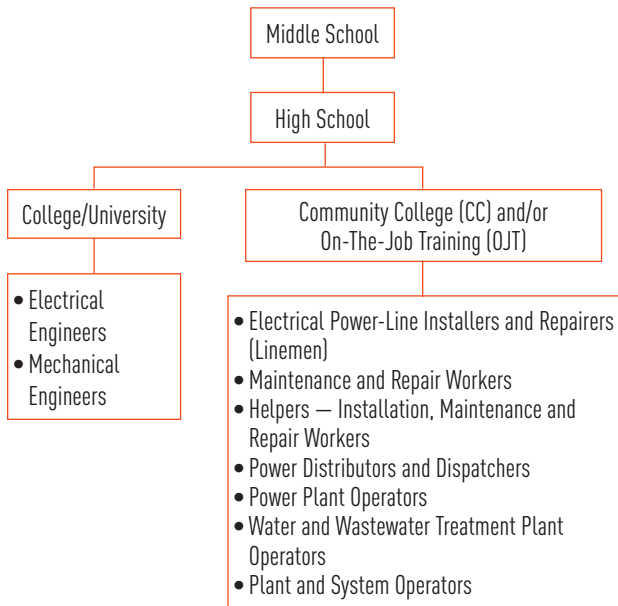 Middle School
High School
College/University
Community College (CC) and/or
On-The-Job Training (OJT)
• Electrical
Engineers
• Mechanical
Engineers
• Electrical Power-Line Installers and Repairers
(Linemen)
• Maintenance and Repair Workers
• Helpers — Installation, Maintenance and
Repair Workers
• Power Distributors and Dispatchers
• Power Plant Operators
• Water and Wastewater Treatment Plant
Operators
• Plant and System Operators